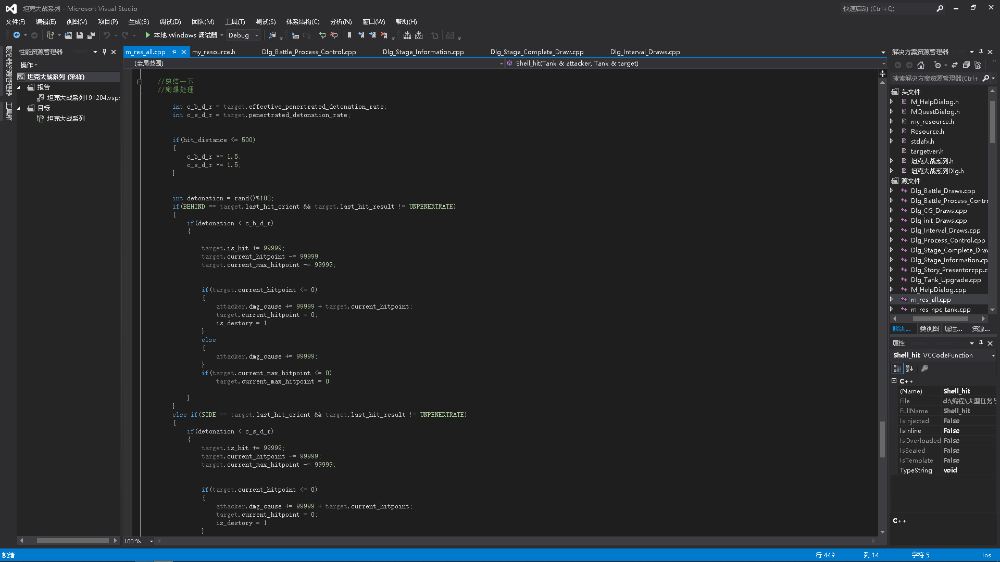 坦克大战系列 - Microsoft Visual Studio
快速启动 (Ctrl+Q)
文件(F) 编辑(E) 视图(V) 项目(P) 生成(B) 调试(D) 团队(M) 工具(T) 测试(S) 体系结构(C) 分析(N) 窗口(W) 帮助(H)
本地 Windows 调试器 Debug
服务器资源管理器
工具箱
性能资源管理器
操作
坦克大战系列 (采样)
报告
坦克大战系列191204.vsp
目标
坦克大战系列
m_res_all.cpp my_resource.h Dlg_Battle_Process_Control.cpp Dlg_Stage_Information.cpp Dlg_Stage_Complete_Draw.cpp Dlg_Interval_Draws.cpp
(全局范围) Shell_hit(Tank & attacker, Tank & target)
//总结一下
//殉爆处理
int c_b_d_r = target.effective_penertrated_detonation_rate;
int c_s_d_r = target.penertrated_detonation_rate;
if(hit_distance <= 500)
{
c_b_d_r *= 1.5;
c_s_d_r *= 1.5;
}
int detonation = rand()%100;
if(BEHIND == target.last_hit_orient && target.last_hit_result != UNPENERTRATE)
{
if(detonation < c_b_d_r)
{
target.is_hit += 99999;
target.current_hitpoint -= 99999;
target.current_max_hitpoint -= 99999;
if(target.current_hitpoint <= 0)
{
attacker.dmg_cause += 99999 + target.current_hitpoint;
target.current_hitpoint = 0;
is_destory = 1;
}
else
{
attacker.dmg_cause += 99999;
}
if(target.current_max_hitpoint <= 0)
target.current_max_hitpoint = 0;
}
}
else if(SIDE == target.last_hit_orient && target.last_hit_result != UNPENERTRATE)
{
if(detonation < c_s_d_r)
{
target.is_hit += 99999;
target.current_hitpoint -= 99999;
target.current_max_hitpoint -= 99999;
if(target.current_hitpoint <= 0)
{
attacker.dmg_cause += 99999 + target.current_hitpoint;
target.current_hitpoint = 0;
is_destory = 1;
}
100 %
解决方案资源管理器
搜索解决方案资源管理器(Ctrl+
头文件
M_HelpDialog.h
MQuestDialog.h
my_resource.h
Resource.h
stdafx.h
targetver.h
坦克大战系列.h
坦克大战系列Dlg.h
源文件
Dlg_Battle_Draws.cpp
Dlg_Battle_Process_Contro
Dlg_CG_Draws.cpp
Dlg_init_Draws.cpp
Dlg_Interval_Draws.cpp
Dlg_Process_Control.cpp
Dlg_Stage_Complete_Drav
Dlg_Stage_Information.cp
Dlg_Story_Presentorcpp.c
Dlg_Tank_Upgrade.cpp
M_HelpDialog.cpp
m_res_all.cpp
m_res_npc_tank.cpp
解决... 类视图 属性... 资源...
属性
Shell_hit VCCodeFunction
C++
(Name) Shell_hit
File d:\编程\大型任务与
FullName Shell_hit
IsInjected False
IsInline False
IsOverloaded False
IsSealed False
IsTemplate False
TypeString void
C++
就绪 行 449 列 14 字符 5 Ins